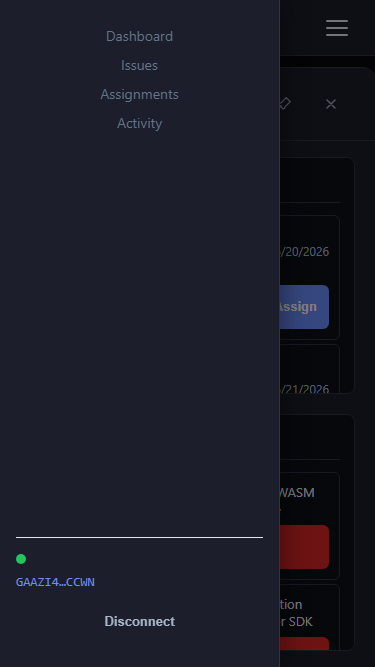 Dashboard
Issues
Assignments
Activity
/20/2026
Assign
/21/2026
WASM
tion
r SDK
GAAZI4…CCWN
Disconnect